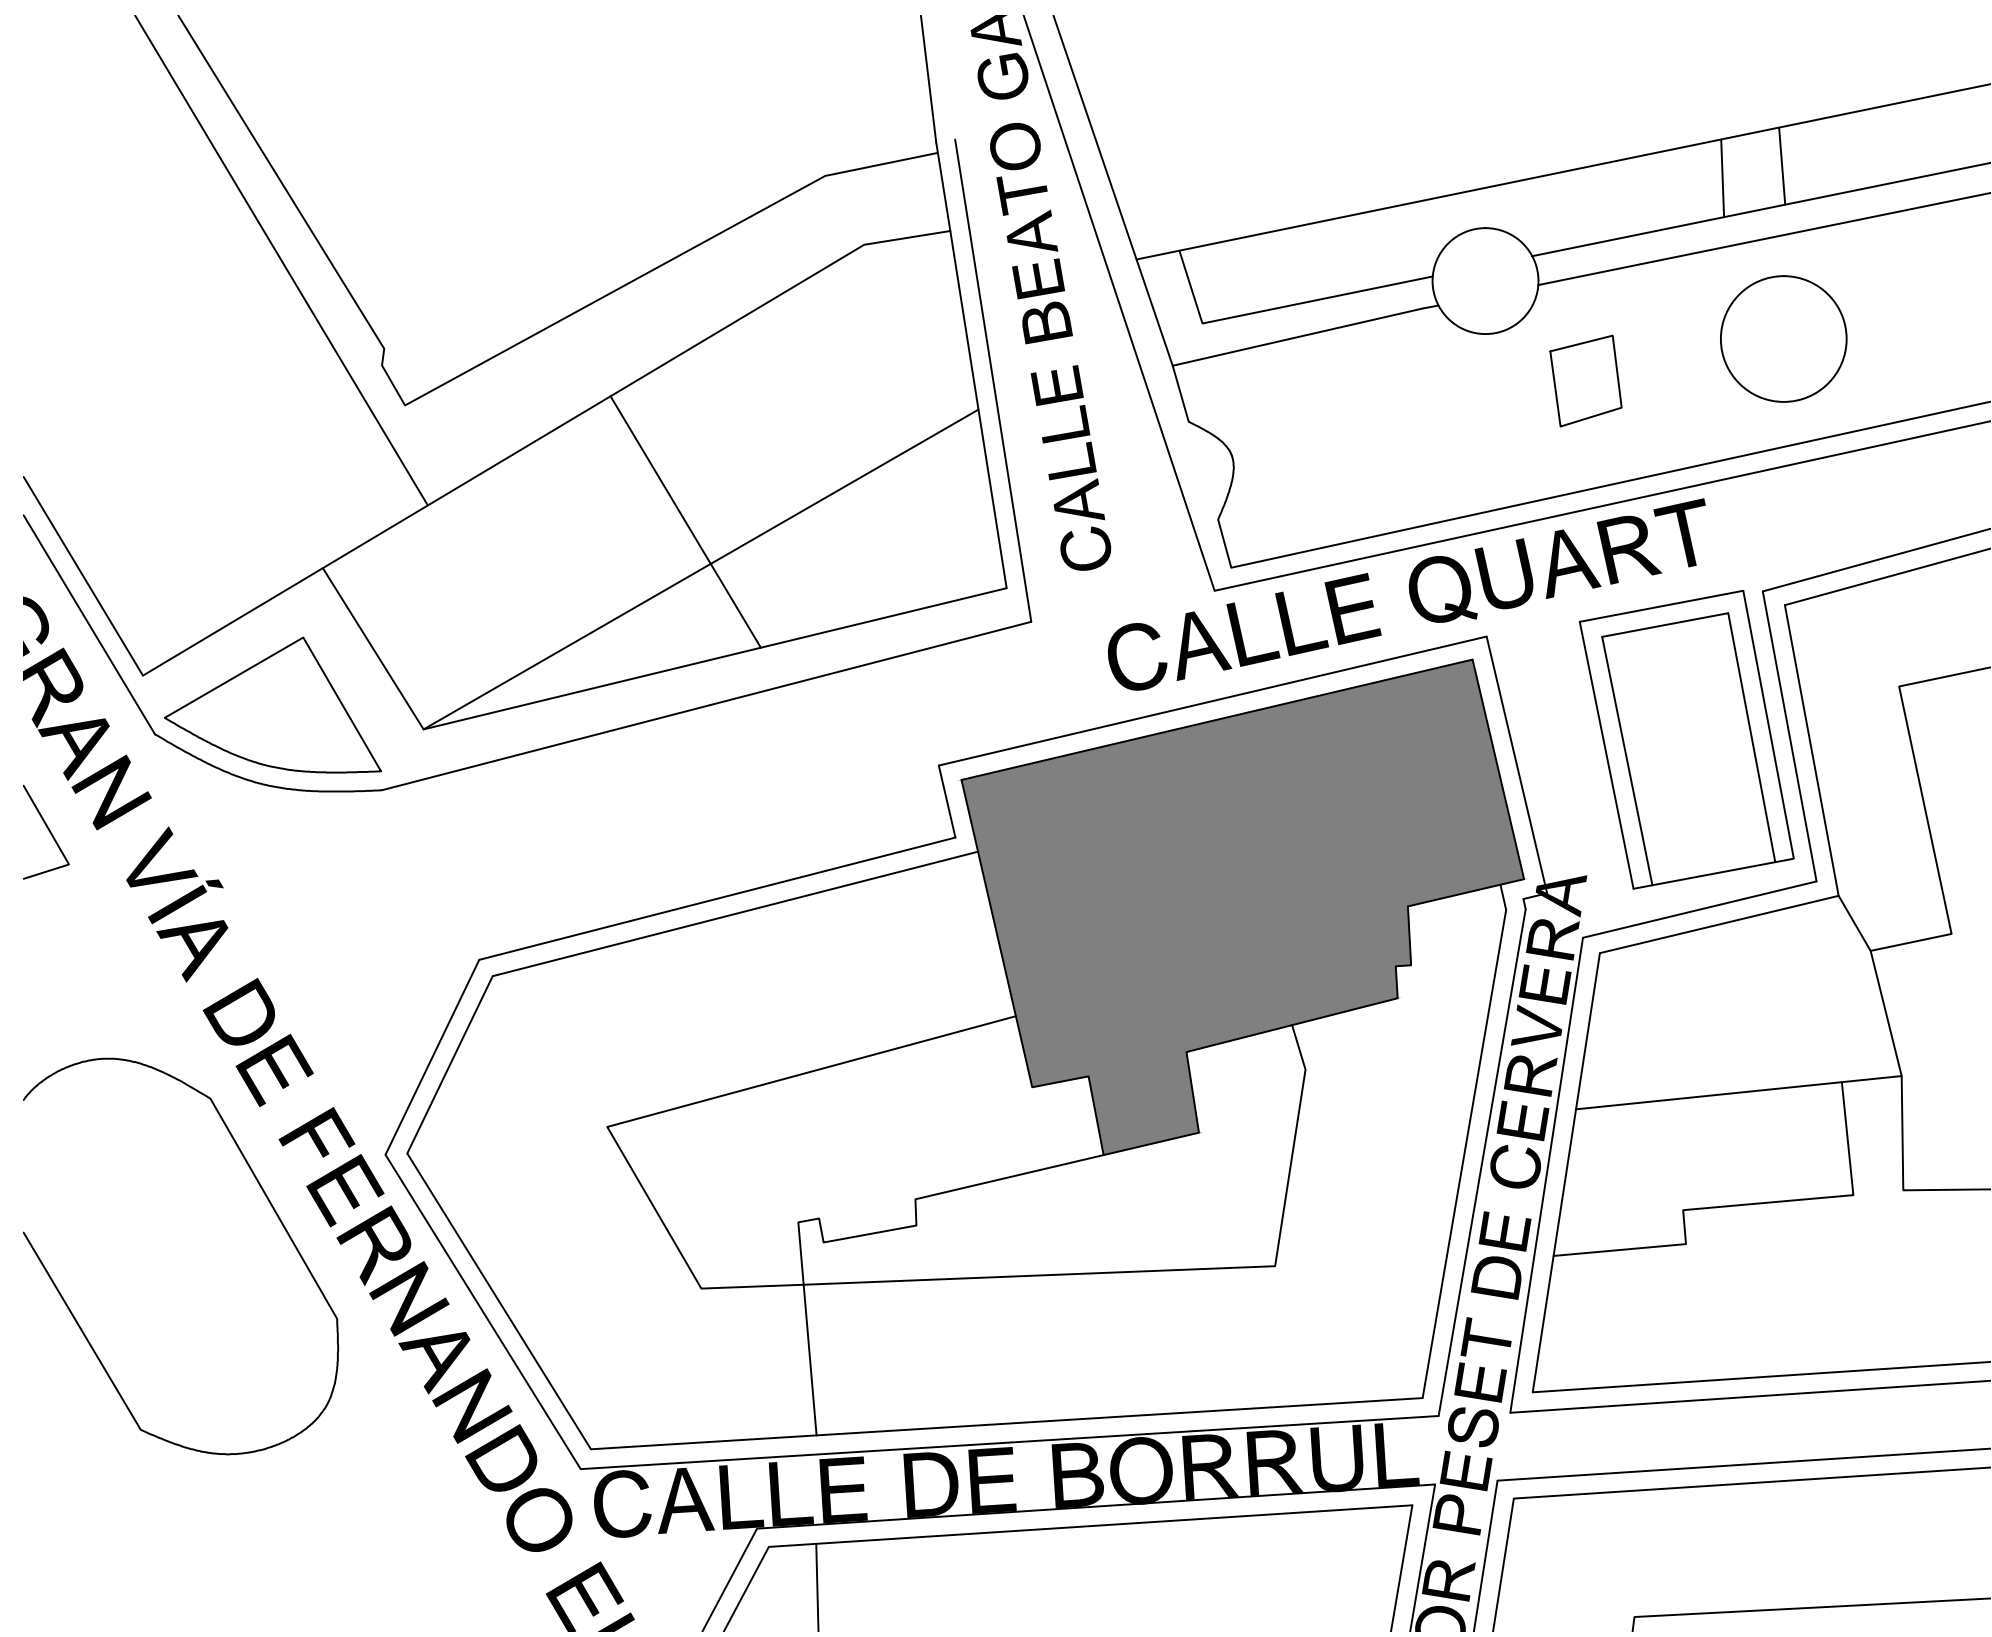 CALLE BEATO GA
CALLE QUART
GRAN VÍA DE FERNANDO EL
OR PESET DE CERVERA
CALLE DE BORRUL